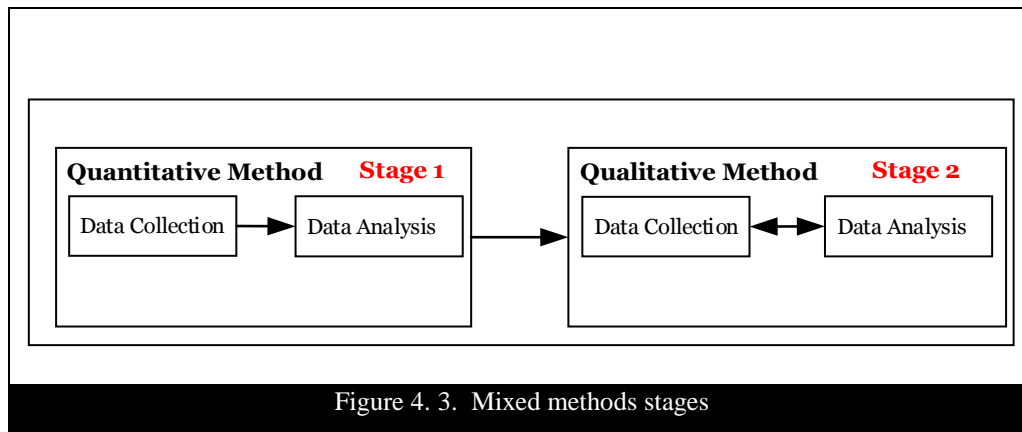 Quantitative Method Stage 1
Data Collection
Data Analysis
Qualitative Method Stage 2
Data Collection
Data Analysis
Figure 4. 3. Mixed methods stages